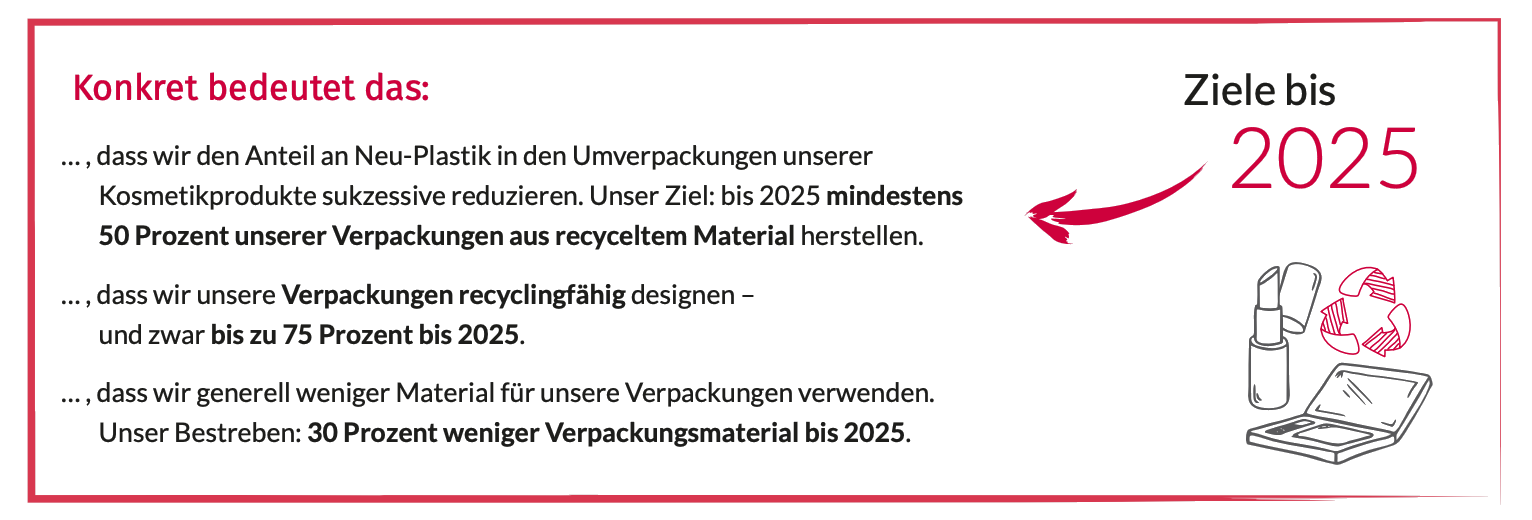 Konkret bedeutet das:
Ziele bis
2025
... , dass wir den Anteil an Neu-Plastik in den Umverpackungen unserer
Kosmetikprodukte sukzessive reduzieren. Unser Ziel: bis 2025 mindestens
50 Prozent unserer Verpackungen aus recyceltem Material herstellen.
... , dass wir unsere Verpackungen recyclingfähig designen –
und zwar bis zu 75 Prozent bis 2025.
... , dass wir generell weniger Material für unsere Verpackungen verwenden.
Unser Bestreben: 30 Prozent weniger Verpackungsmaterial bis 2025.